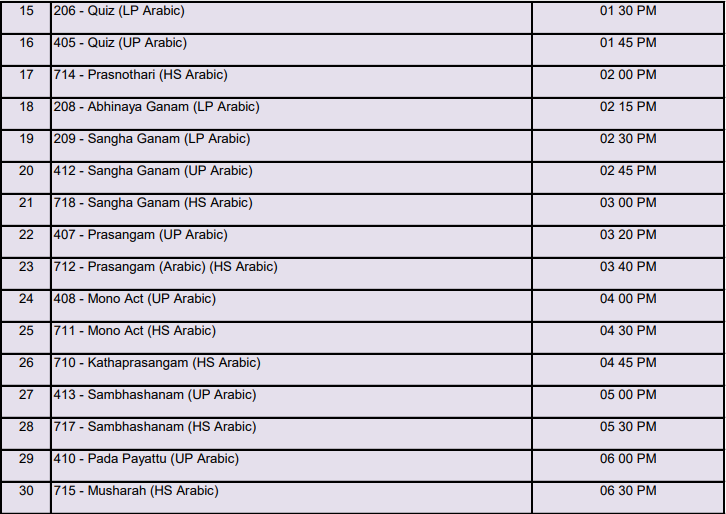 15 206 - Quiz (LP Arabic) 01 30 PM
16 405 - Quiz (UP Arabic) 01 45 PM
17 714 - Prasnothari (HS Arabic) 02 00 PM
18 208 - Abhinaya Ganam (LP Arabic) 02 15 PM
19 209 - Sangha Ganam (LP Arabic) 02 30 PM
20 412 - Sangha Ganam (UP Arabic) 02 45 PM
21 718 - Sangha Ganam (HS Arabic) 03 00 PM
22 407 - Prasangam (UP Arabic) 03 20 PM
23 712 - Prasangam (Arabic) (HS Arabic) 03 40 PM
24 408 - Mono Act (UP Arabic) 04 00 PM
25 711 - Mono Act (HS Arabic) 04 30 PM
26 710 - Kathaprasangam (HS Arabic) 04 45 PM
27 413 - Sambhashanam (UP Arabic) 05 00 PM
28 717 - Sambhashanam (HS Arabic) 05 30 PM
29 410 - Pada Payattu (UP Arabic) 06 00 PM
30 715 - Musharah (HS Arabic) 06 30 PM